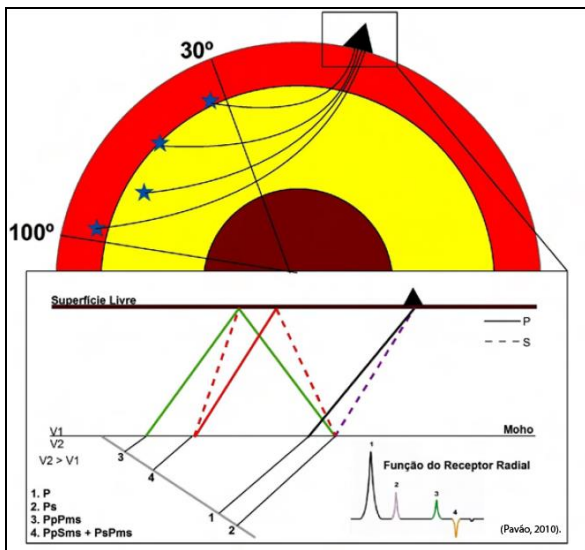 30º
100º
Superfície Livre
P
S
V1
V2
V2 > V1
Moho
3
4
1
2
1. P
2. Ps
3. PpPms
4. PpSms + PsPms
Função do Receptor Radial
1
2
3
4
(Pavão, 2010).